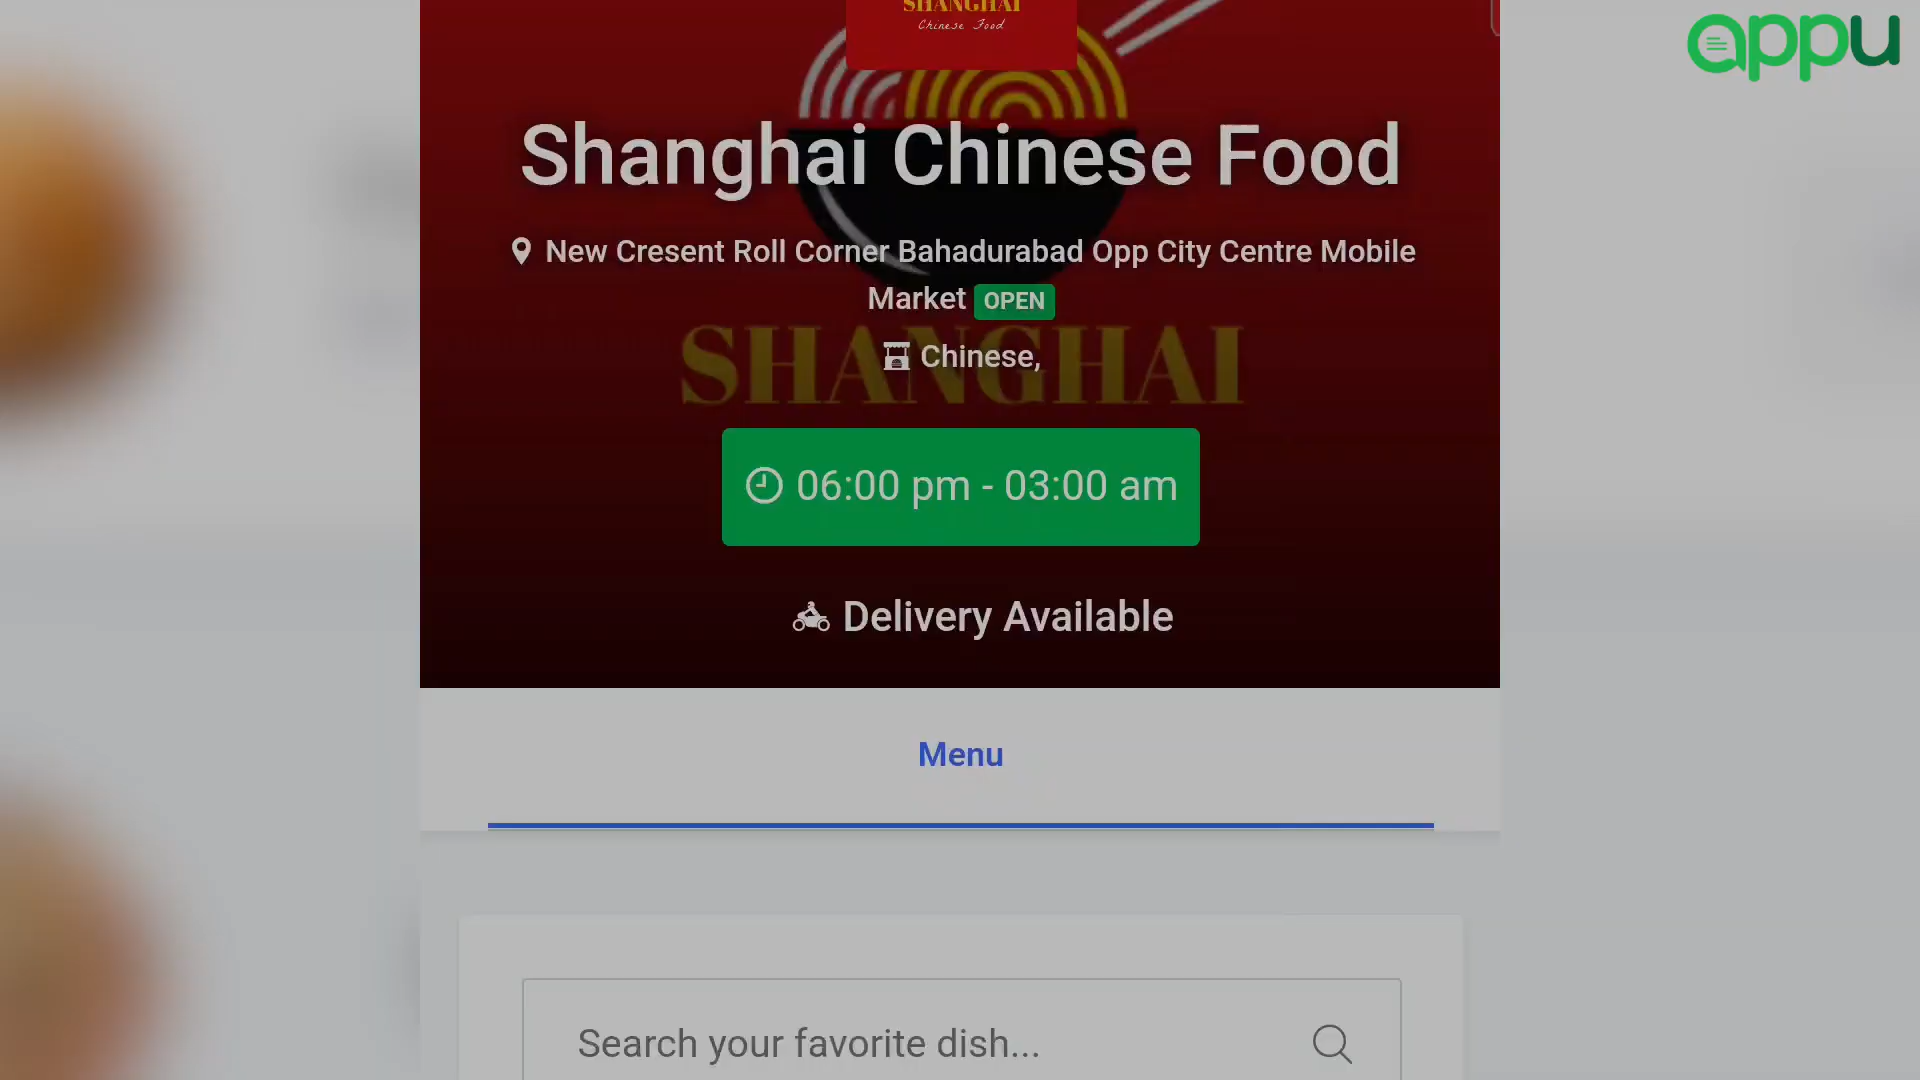 SHANGHAI
Chinese Food
appu
Shanghai Chinese Food
New Cresent Roll Corner Bahadurabad Opp City Centre Mobile
Market OPEN
SHANGHAI
Chinese,
06:00 pm - 03:00 am
Delivery Available
Menu
Search your favorite dish...